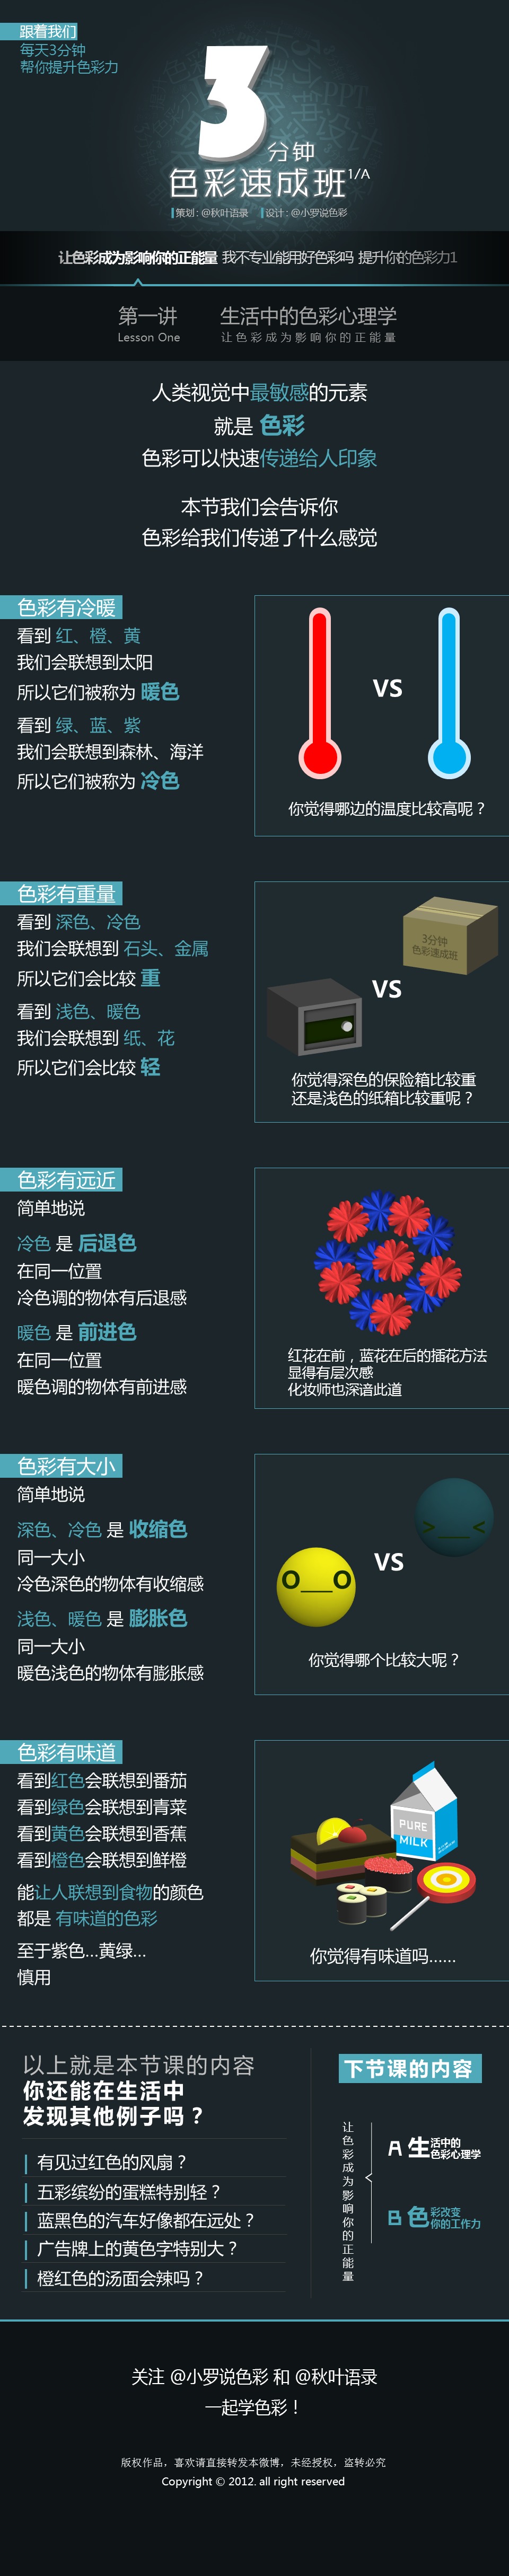 跟着我们
每天3分钟
帮你提升色彩力
3
分钟
色彩速成班1/A
策划：@秋叶语录 设计：@小罗说色彩
让色彩成为影响你的正能量 我不专业能用好色彩吗 提升你的色彩力1
第一讲 生活中的色彩心理学
Lesson One 让色彩成为影响你的正能量
人类视觉中最敏感的元素
就是 色彩
色彩可以快速传递给人印象
本节我们会告诉你
色彩给我们传递了什么感觉
色彩有冷暖
看到 红、橙、黄
我们会联想到太阳
所以它们被称为 暖色
看到 绿、蓝、紫
我们会联想到森林、海洋
所以它们被称为 冷色
VS
你觉得哪边的温度比较高呢？
色彩有重量
看到 深色、冷色
我们会联想到 石头、金属
所以它们会比较 重
看到 浅色、暖色
我们会联想到 纸、花
所以它们会比较 轻
3分钟
色彩速成班
VS
你觉得深色的保险箱比较重
还是浅色的纸箱比较重呢？
色彩有远近
简单地说
冷色 是 后退色
在同一位置
冷色调的物体有后退感
暖色 是 前进色
在同一位置
暖色调的物体有前进感
红花在前，蓝花在后的插花方法
显得有层次感
化妆师也深谙此道
色彩有大小
简单地说
深色、冷色 是 收缩色
同一大小
冷色深色的物体有收缩感
浅色、暖色 是 膨胀色
同一大小
暖色浅色的物体有膨胀感
VS
你觉得哪个比较大呢？
色彩有味道
看到红色会联想到番茄
看到绿色会联想到青菜
看到黄色会联想到香蕉
看到橙色会联想到鲜橙
能让人联想到食物的颜色
都是 有味道的色彩
至于紫色...黄绿...
慎用
PURE
MILK
你觉得有味道吗......
以上就是本节课的内容
你还能在生活中
发现其他例子吗？
有见过红色的风扇？
五彩缤纷的蛋糕特别轻？
蓝黑色的汽车好像都在远处？
广告牌上的黄色字特别大？
橙红色的汤面会辣吗？
下节课的内容
让色彩成为影响你的正能量
A 生活中的
色彩心理学
B 色彩改变
你的工作力
关注 @小罗说色彩 和 @秋叶语录
一起学色彩！
版权作品，喜欢请直接转发本微博，未经授权，盗转必究
Copyright © 2012. all right reserved